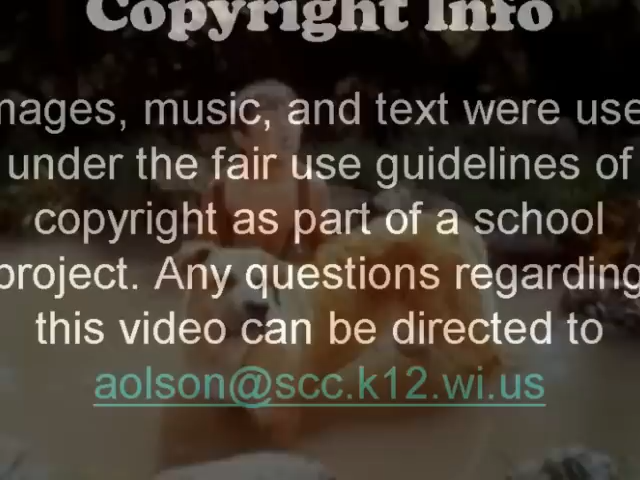 Copyright Info
mages, music, and text were use
under the fair use guidelines of
copyright as part of a school
project. Any questions regarding
this video can be directed to
aolson@scc.k12.wi.us